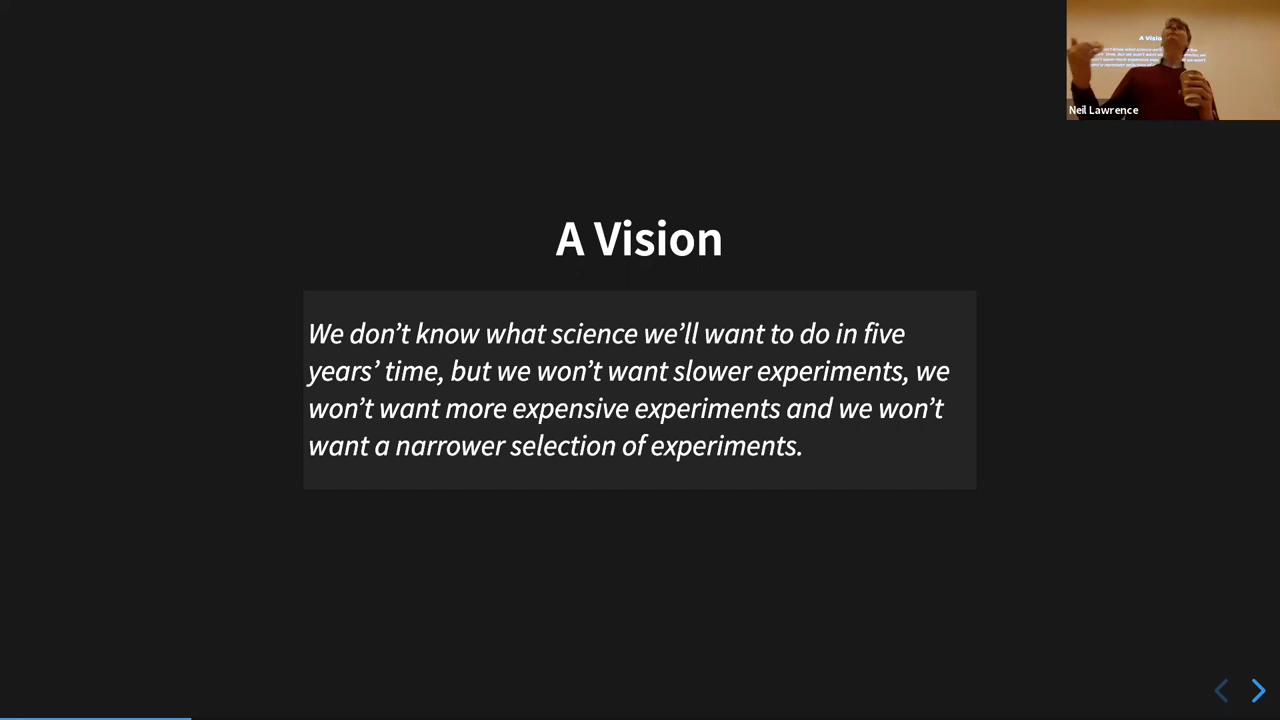 A Vision
We don’t know what science we’ll want to do in five
years’ time, but we won’t want slower experiments, we
won’t want more expensive experiments and we won’t
want a narrower selection of experiments.
Neil Lawrence
A Visio